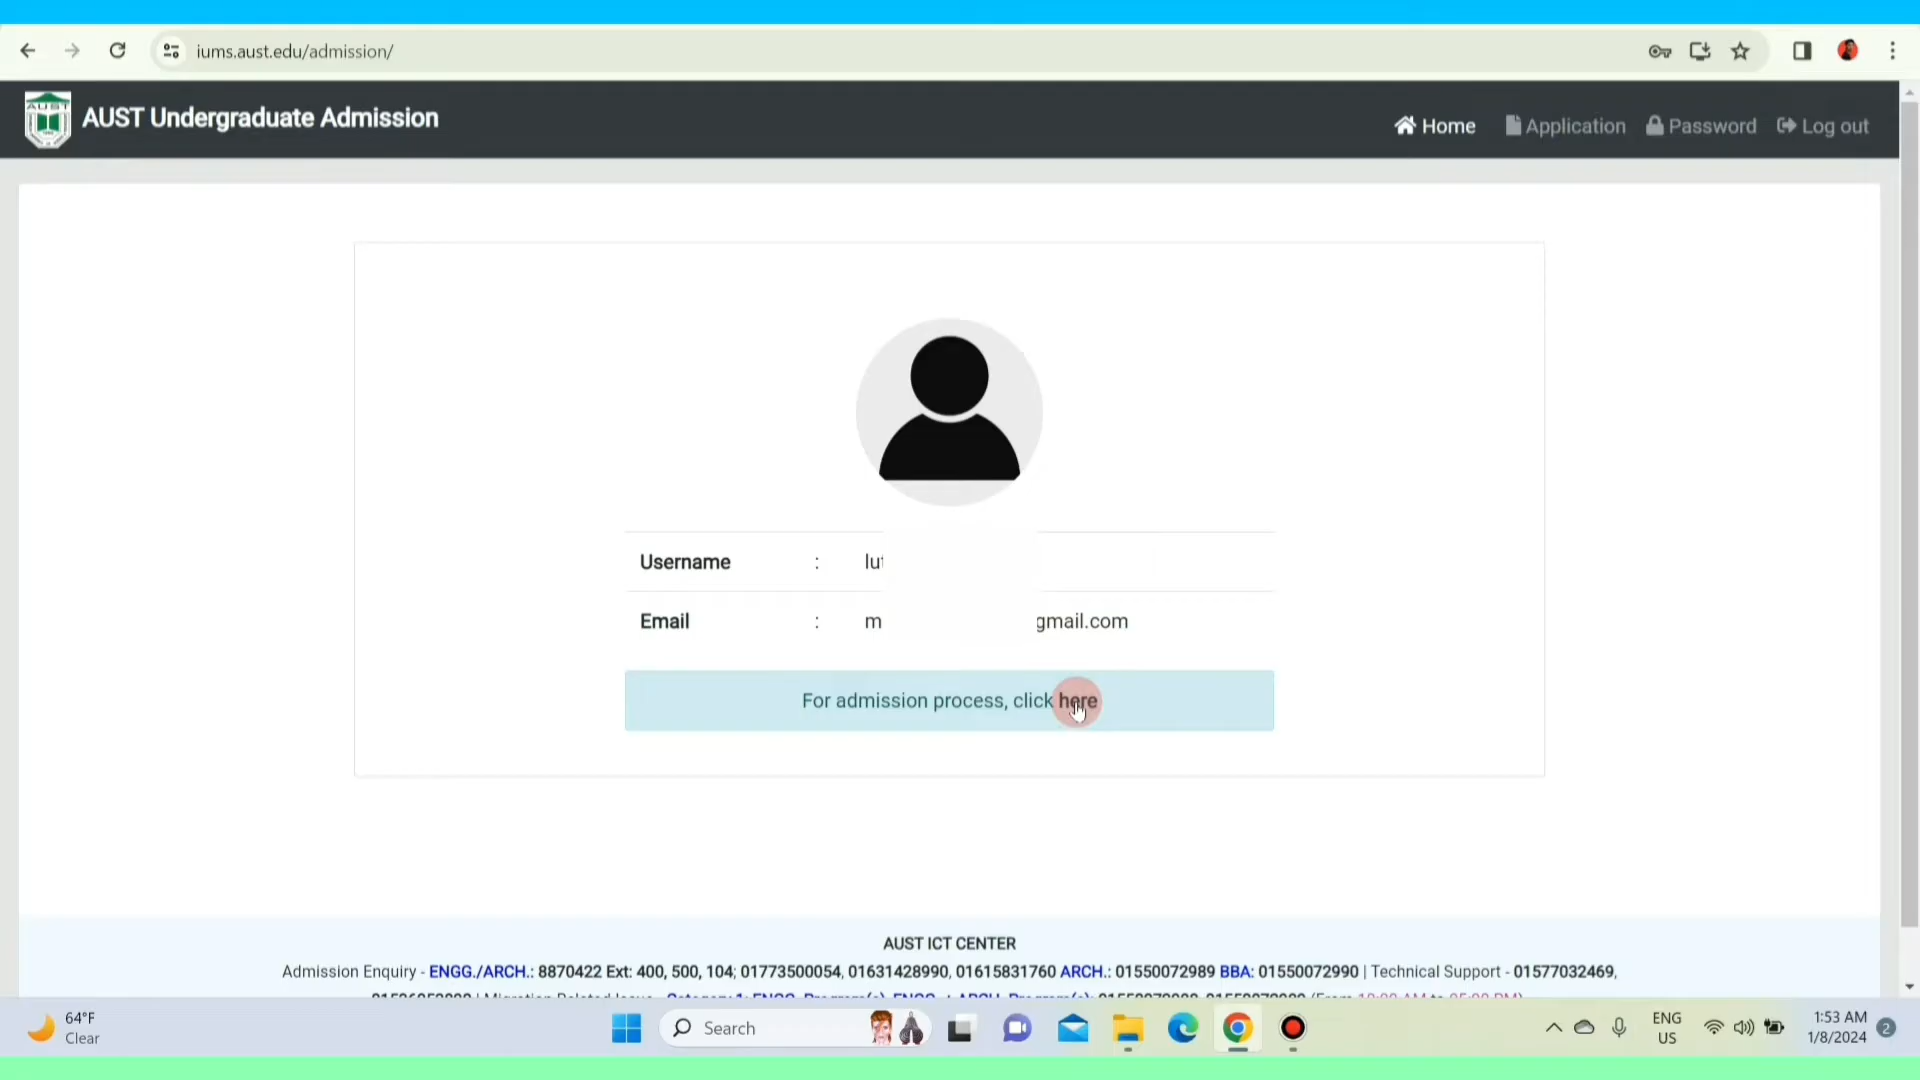 iums.aust.edu/admission/
AUST
AUST Undergraduate Admission
Home Application Password Log out
Username : lut
Email : m gmail.com
For admission process, click here
AUST ICT CENTER
Admission Enquiry - ENGG./ARCH.: 8870422 Ext: 400, 500, 104; 01773500054, 01631428990, 01615831760 ARCH.: 01550072989 BBA: 01550072990 | Technical Support - 01577032469,
64°F
Clear
Search
ENG
US
1:53 AM
1/8/2024
2